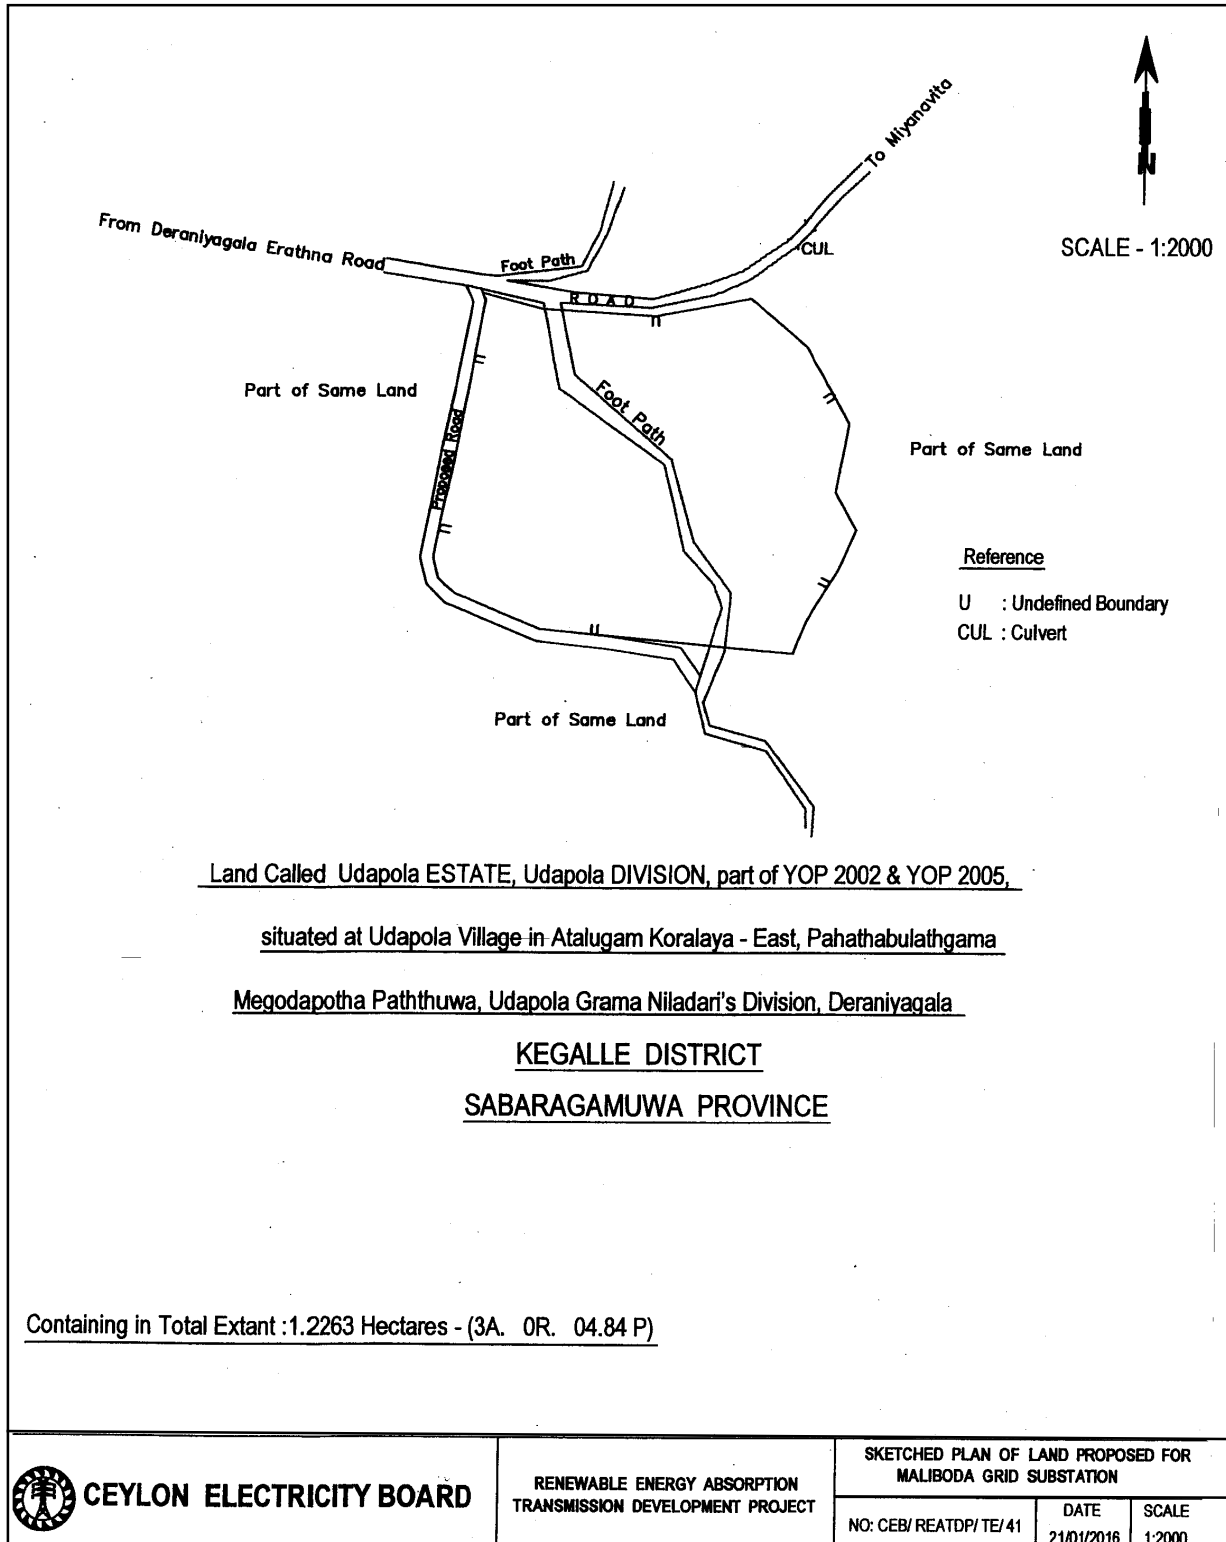 To Miyanavita
From Deraniyagala Erathna Road
Foot Path
CUL
N
SCALE - 1:2000
ROAD
U
U
U
Part of Same Land
Foot Path
Proposed Road
Part of Same Land
U
Reference
U : Undefined Boundary
CUL : Culvert
U
U
Part of Same Land
Land Called Udapola ESTATE, Udapola DIVISION, part of YOP 2002 & YOP 2005,
situated at Udapola Village in Atalugam Koralaya - East, Pahathabulathgama
Megodapotha Paththuwa, Udapola Grama Niladari's Division, Deraniyagala
KEGALLE DISTRICT
SABARAGAMUWA PROVINCE
Containing in Total Extant :1.2263 Hectares - (3A. 0R. 04.84 P)
CEYLON ELECTRICITY BOARD
RENEWABLE ENERGY ABSORPTION
TRANSMISSION DEVELOPMENT PROJECT
SKETCHED PLAN OF LAND PROPOSED FOR
MALIBODA GRID SUBSTATION
NO: CEB/ REATDP/ TE/ 41
DATE
21/01/2016
SCALE
1:2000